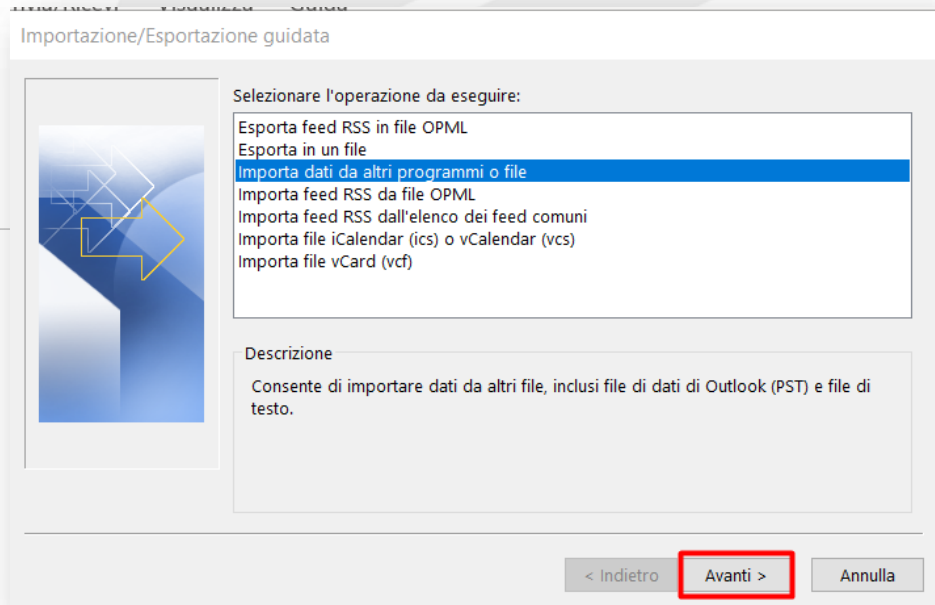 Visualizza Guida
Importazione/Esportazione guidata
Selezionare l'operazione da eseguire:
Esporta feed RSS in file OPML
Esporta in un file
Importa dati da altri programmi o file
Importa feed RSS da file OPML
Importa feed RSS dall'elenco dei feed comuni
Importa file iCalendar (ics) o vCalendar (vcs)
Importa file vCard (vcf)
Descrizione
Consente di importare dati da altri file, inclusi file di dati di Outlook (PST) e file di
testo.
< Indietro Avanti > Annulla